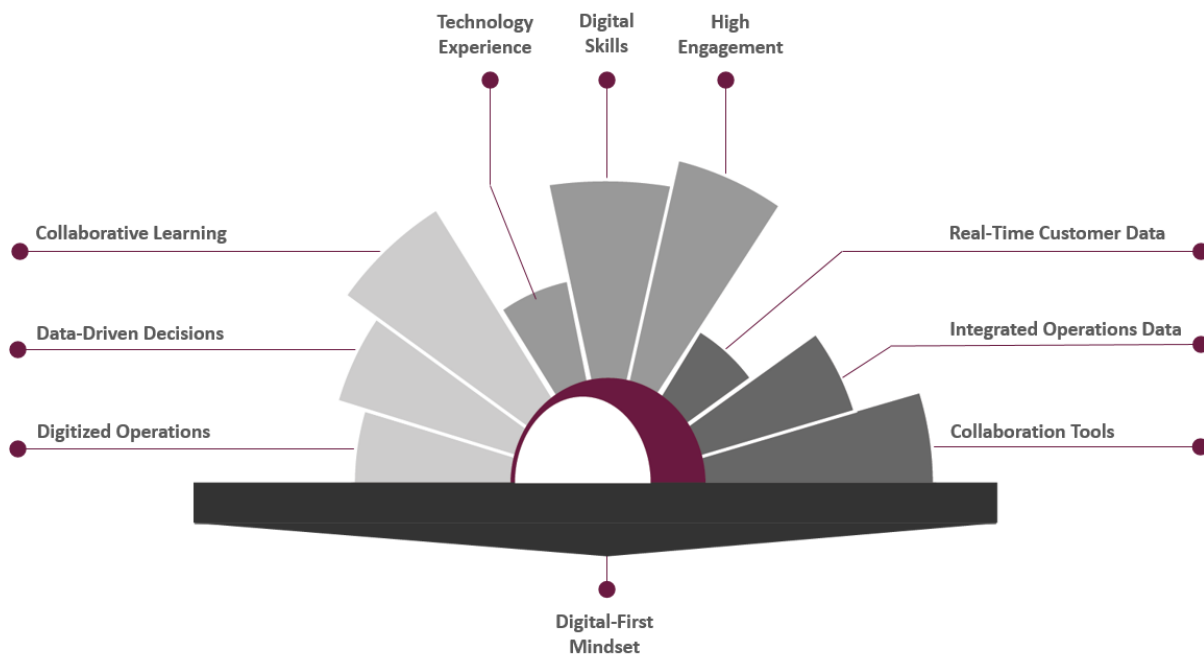 Technology
Experience
Digital
Skills
High
Engagement
Collaborative Learning
Real-Time Customer Data
Data-Driven Decisions
Integrated Operations Data
Digitized Operations
Collaboration Tools
Digital-First
Mindset